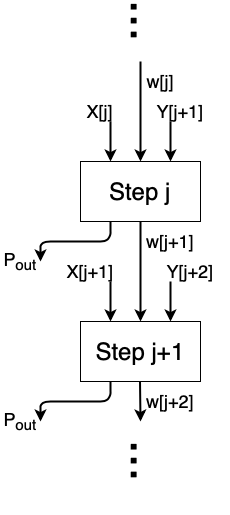 w[j]
X[j]
Y[j+1]
Step j
w[j+1]
Pout
X[j+1]
Y[j+2]
Step j+1
w[j+2]
Pout